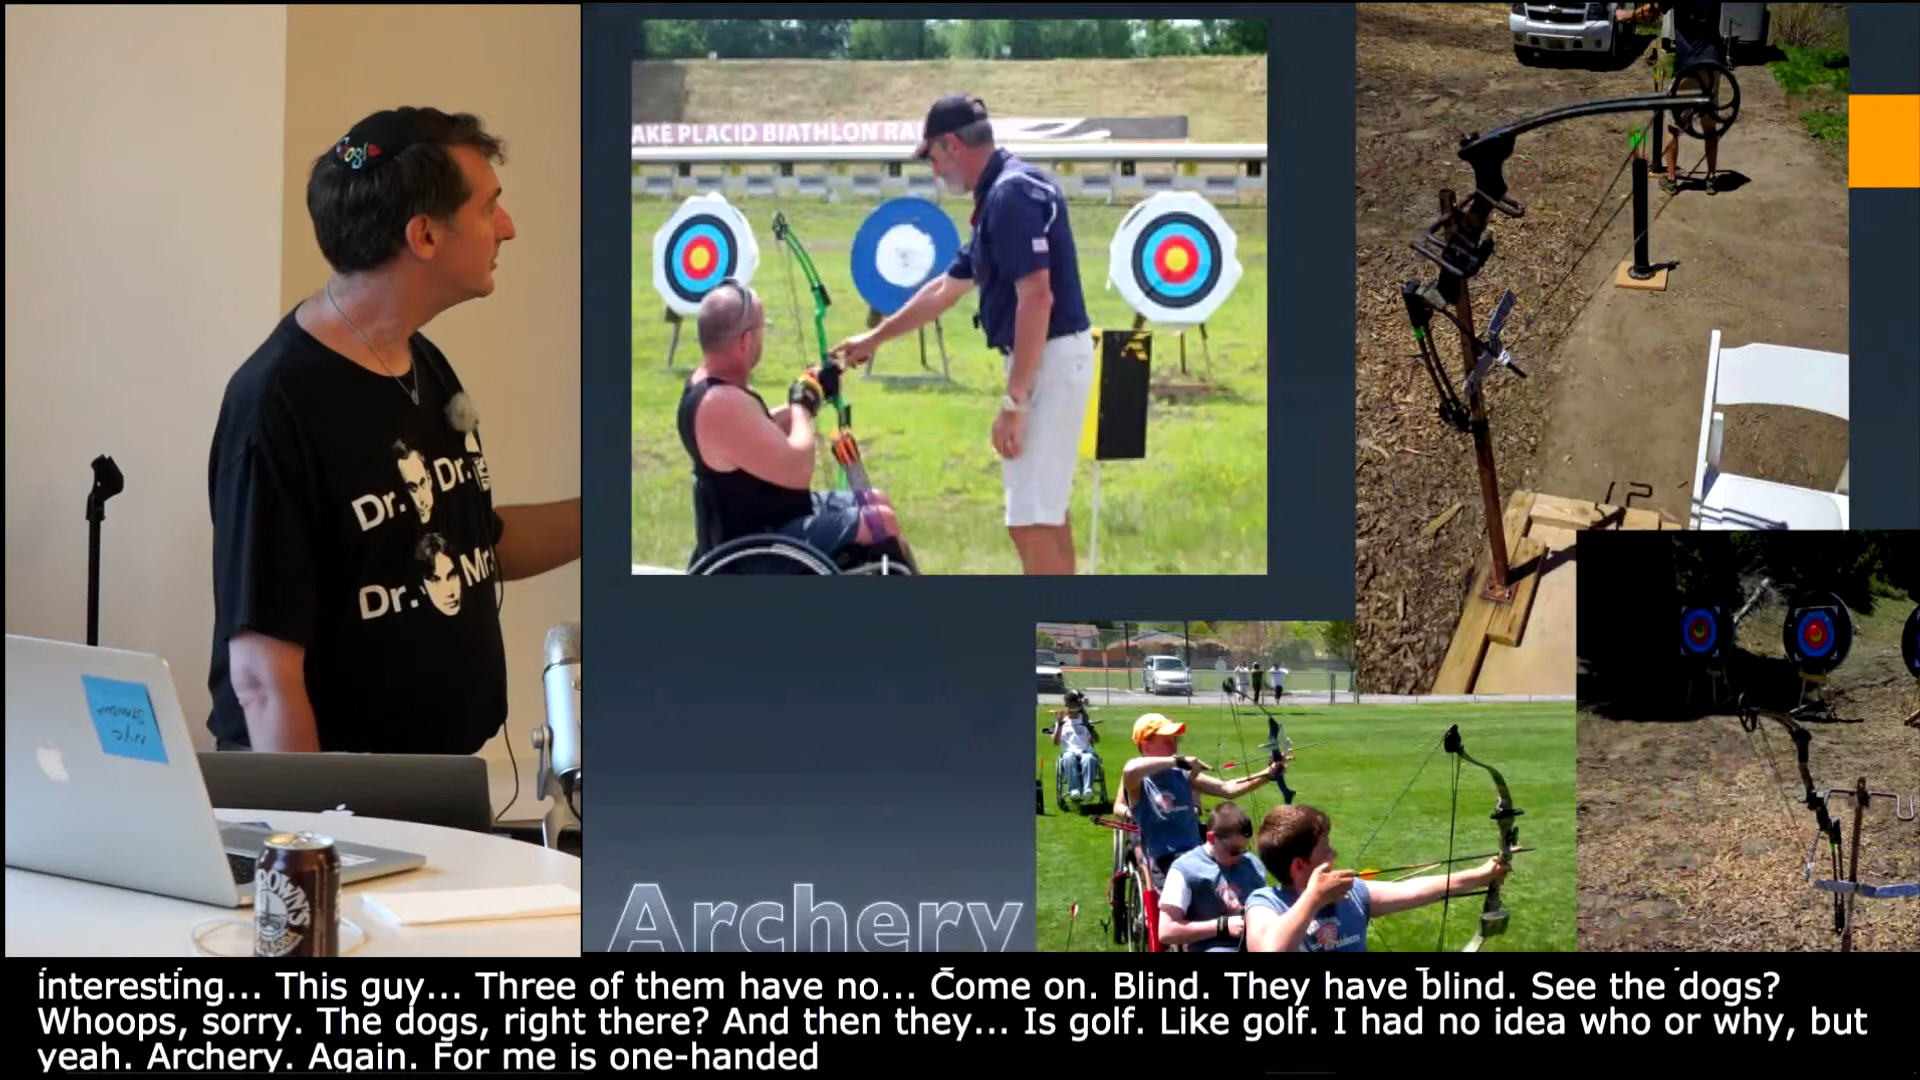 Google
Dr. Dr.
Dr. Mr.
NYC
AKE PLACID BIATHLON RA
Archery
interesting... This guy... Three of them have no... Come on. Blind. They have blind. See the dogs?
Whoops, sorry. The dogs, right there? And then they... Is golf. Like golf. I had no idea who or why, but
yeah. Archery. Again. For me is one-handed